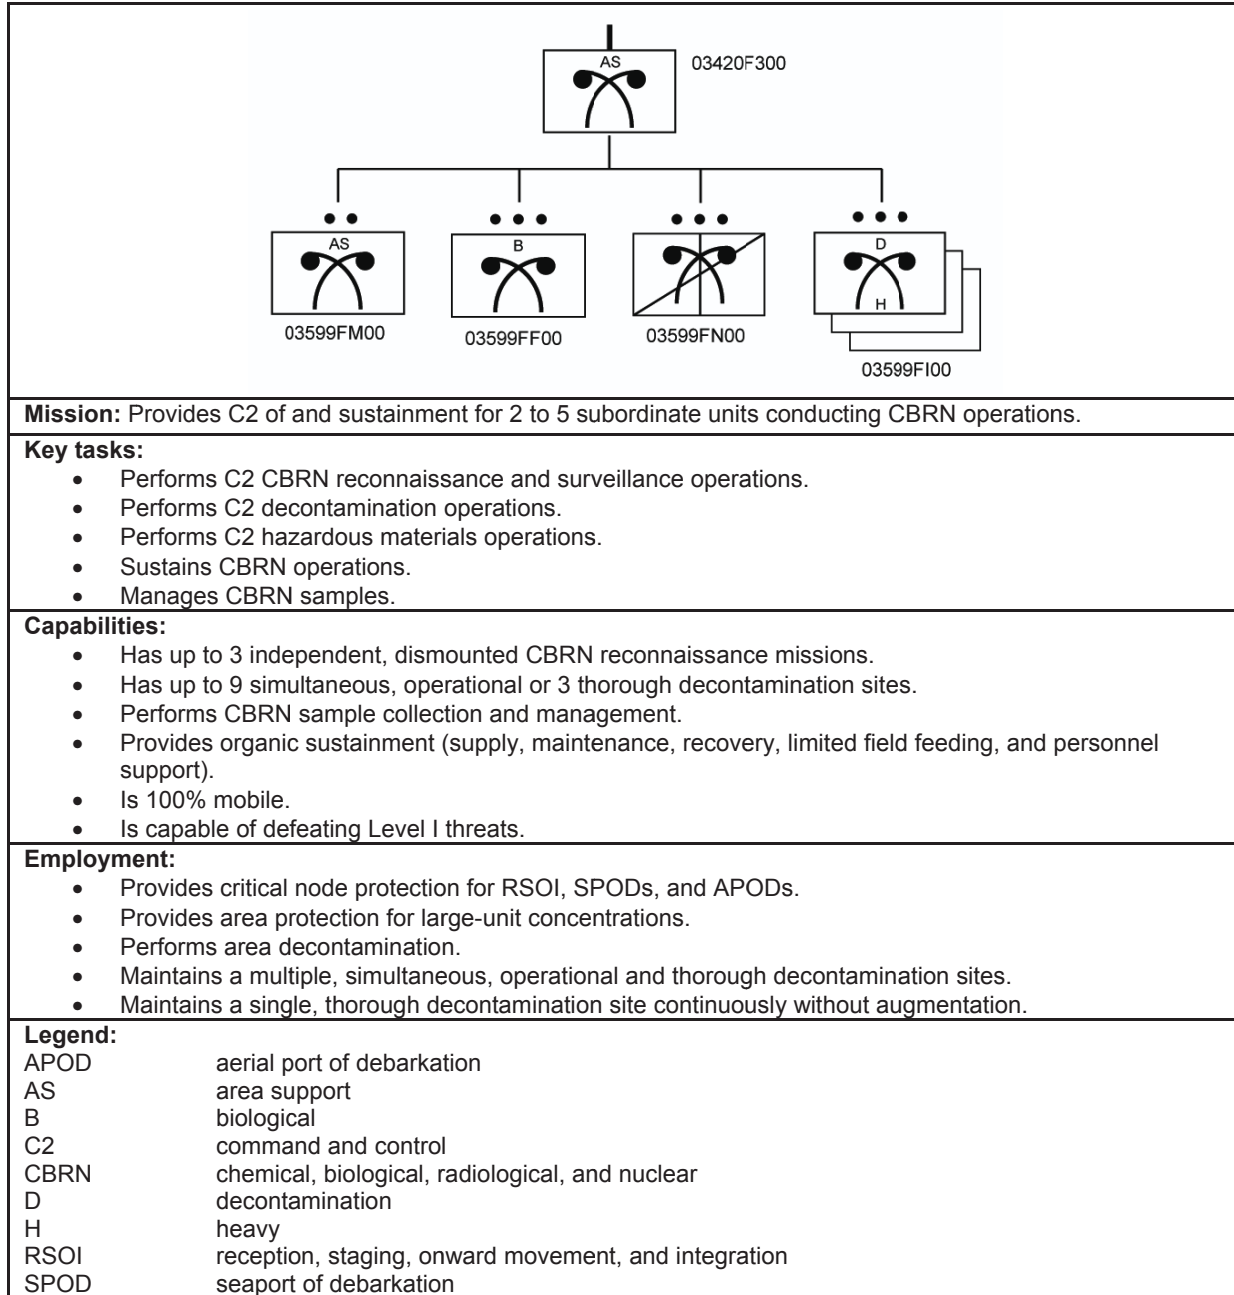 AS
03420F300
AS
B
D
H
03599FM00
03599FF00
03599FN00
03599FI00
Mission: Provides C2 of and sustainment for 2 to 5 subordinate units conducting CBRN operations.
Key tasks:
• Performs C2 CBRN reconnaissance and surveillance operations.
• Performs C2 decontamination operations.
• Performs C2 hazardous materials operations.
• Sustains CBRN operations.
• Manages CBRN samples.
Capabilities:
• Has up to 3 independent, dismounted CBRN reconnaissance missions.
• Has up to 9 simultaneous, operational or 3 thorough decontamination sites.
• Performs CBRN sample collection and management.
• Provides organic sustainment (supply, maintenance, recovery, limited field feeding, and personnel
support).
• Is 100% mobile.
• Is capable of defeating Level I threats.
Employment:
• Provides critical node protection for RSOI, SPODs, and APODs.
• Provides area protection for large-unit concentrations.
• Performs area decontamination.
• Maintains a multiple, simultaneous, operational and thorough decontamination sites.
• Maintains a single, thorough decontamination site continuously without augmentation.
Legend:
APOD aerial port of debarkation
AS area support
B biological
C2 command and control
CBRN chemical, biological, radiological, and nuclear
D decontamination
H heavy
RSOI reception, staging, onward movement, and integration
SPOD seaport of debarkation